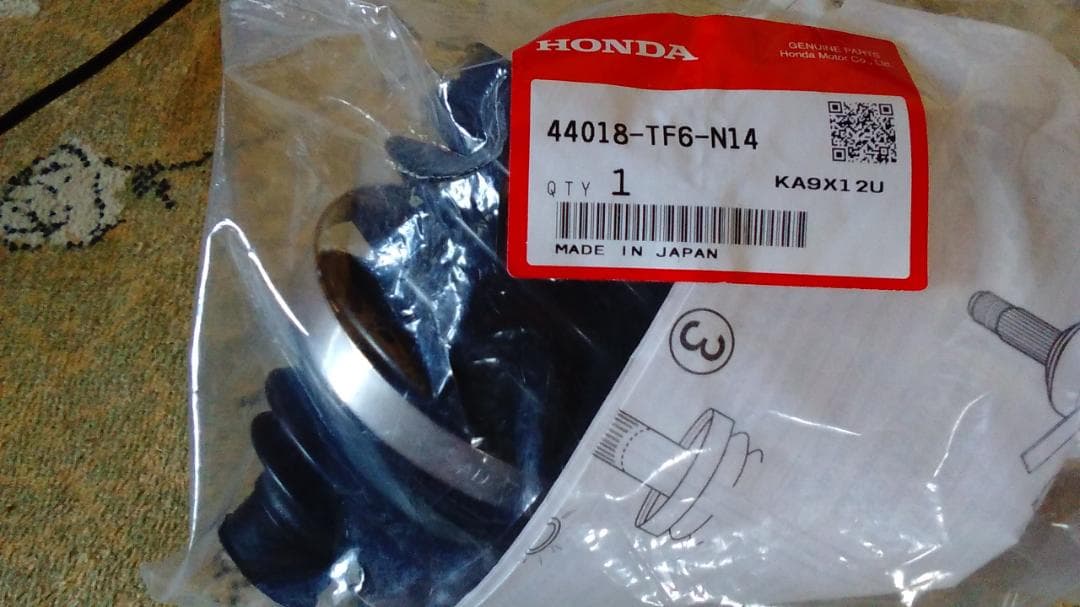 HONDA
GENUINE PARTS
Honda Motor Co., Ltd.
44018-TF6-N14
QTY 1
KA9X12U
MADE IN JAPAN
3